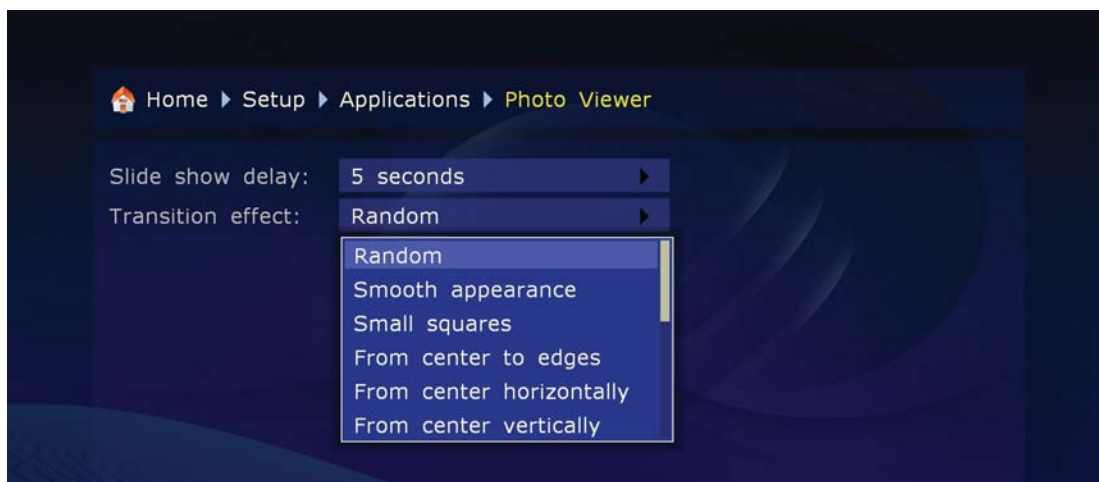 Home Setup Applications Photo Viewer
Slide show delay: 5 seconds
Transition effect: Random
Random
Smooth appearance
Small squares
From center to edges
From center horizontally
From center vertically